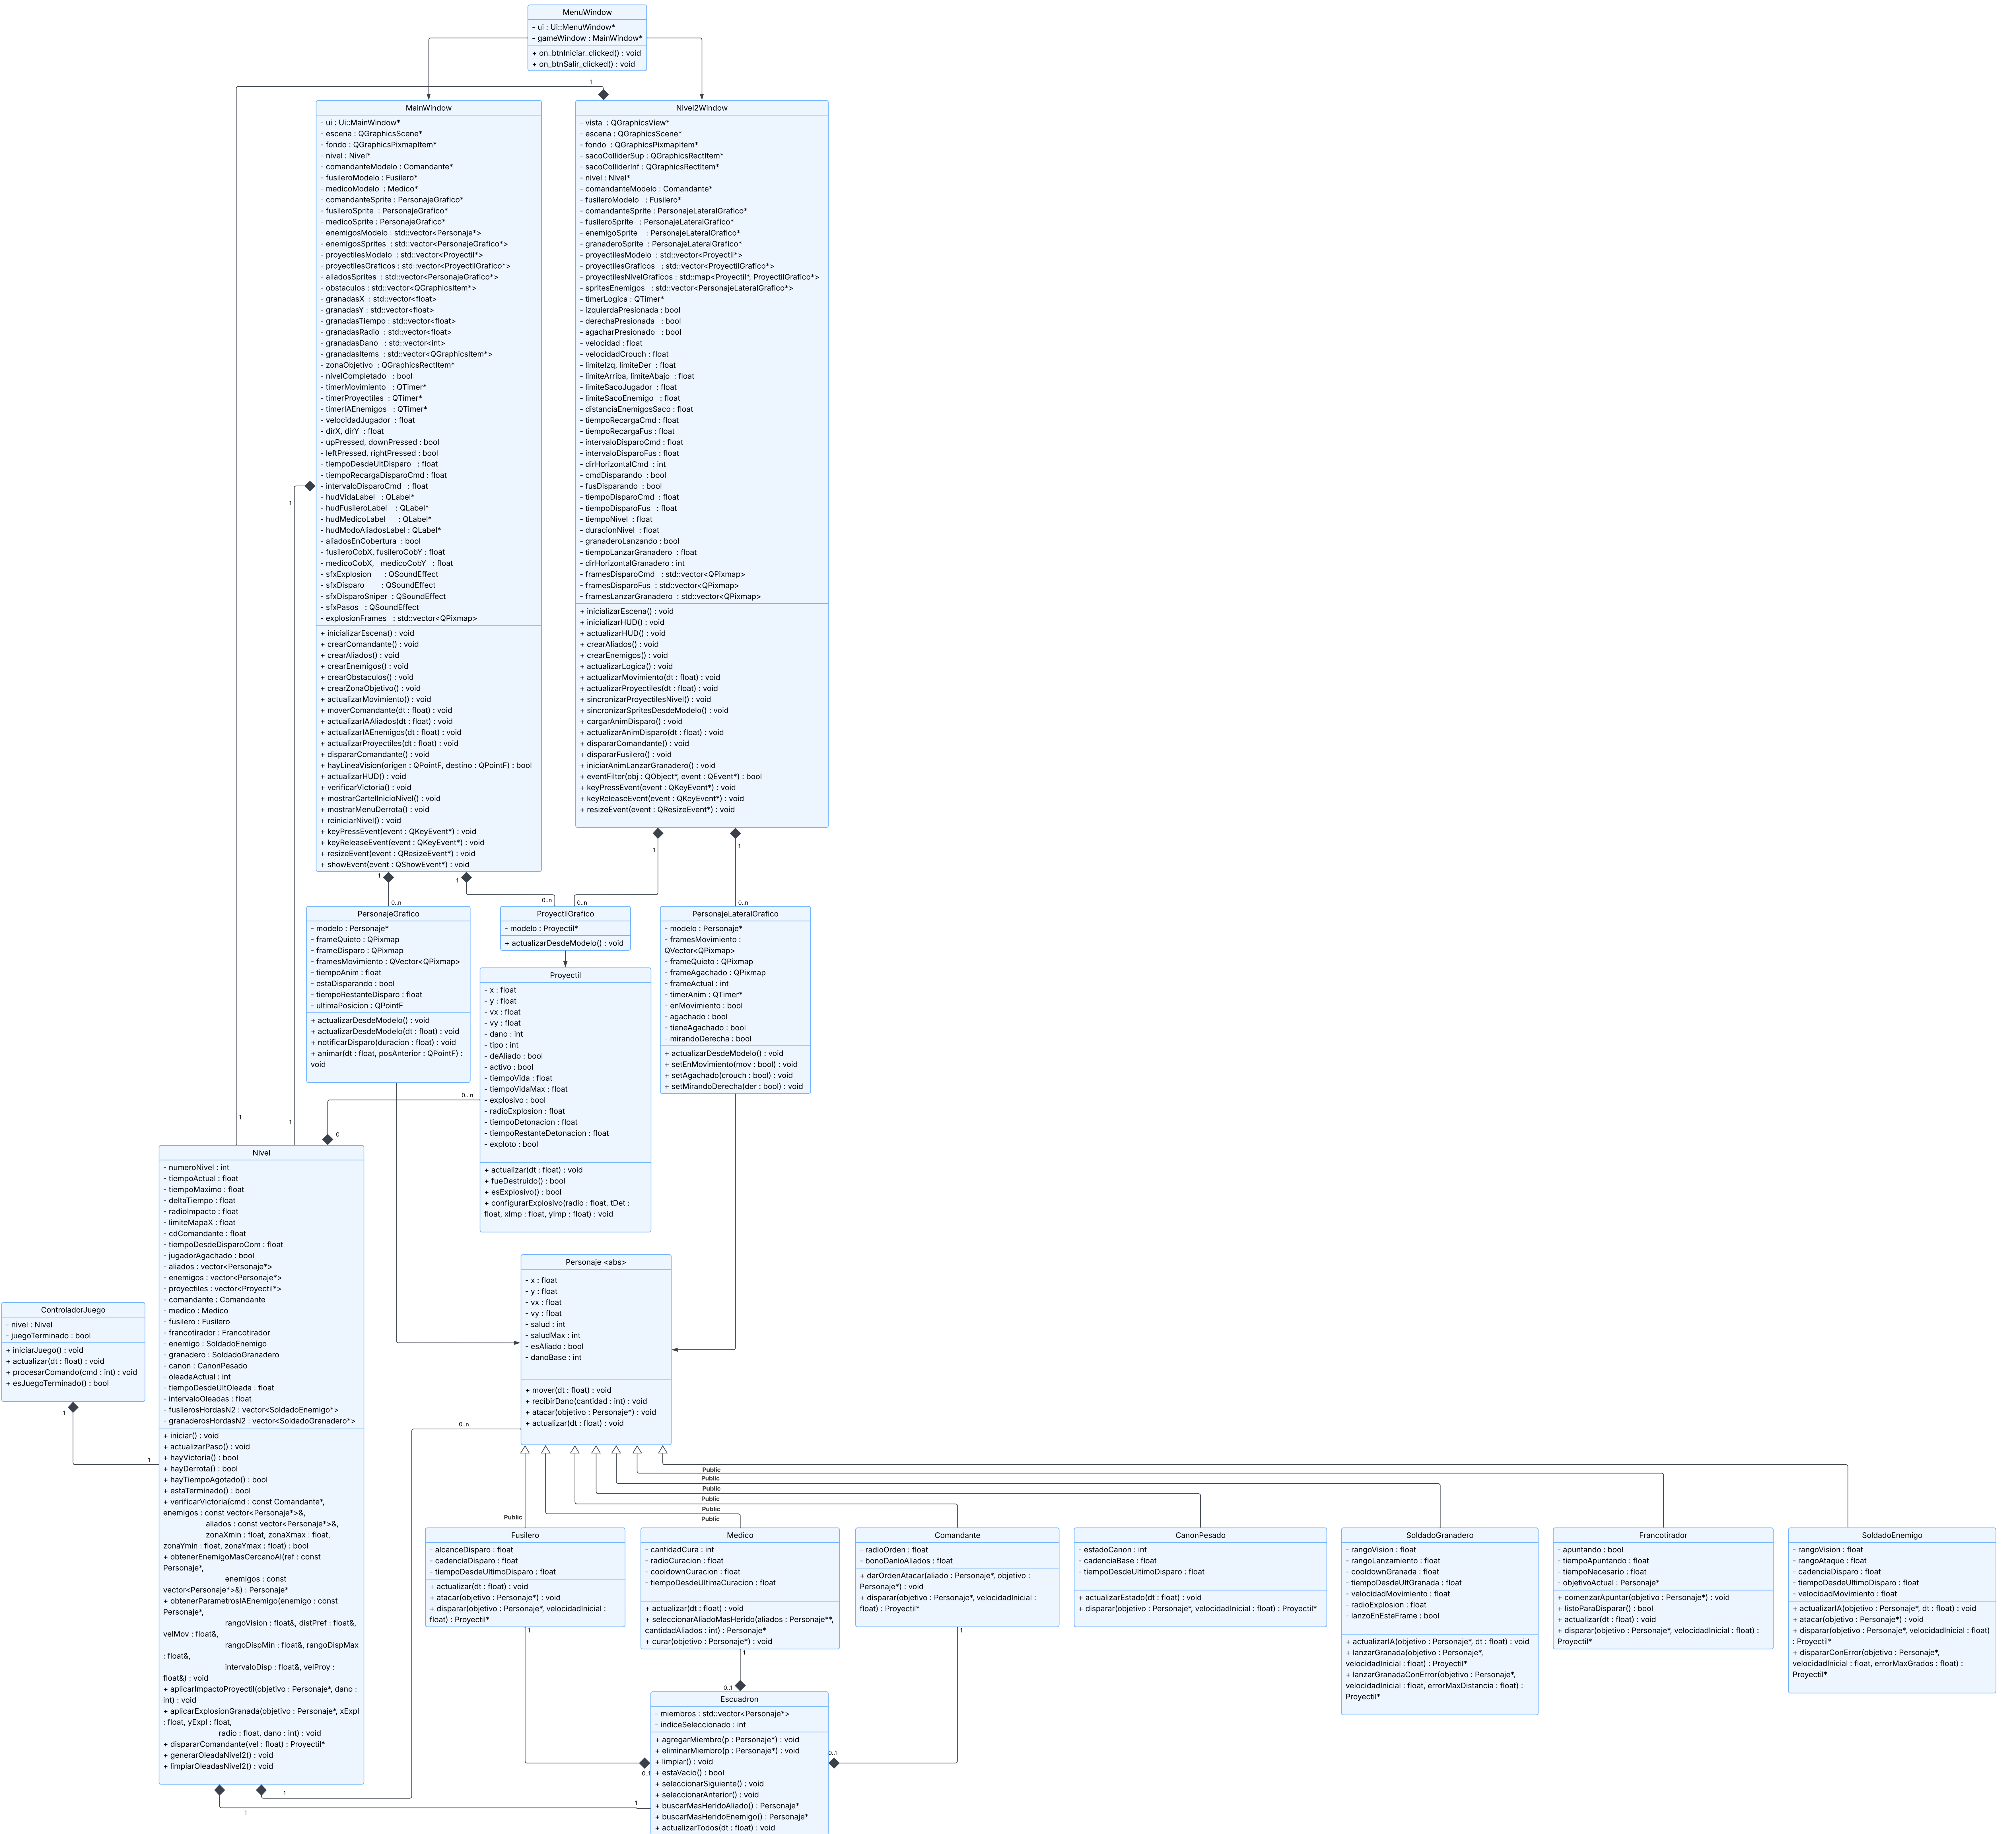 MenuWindow
- ui : Ui::MenuWindow*
- gameWindow : MainWindow*
+ on_btnIniciar_clicked() : void
+ on_btnSalir_clicked() : void
1
MainWindow
- ui : Ui::MainWindow*
- escena : QGraphicsScene*
- fondo : QGraphicsPixmapItem*
- nivel : Nivel*
- comandanteModelo : Comandante*
- fusileroModelo : Fusilero*
- medicoModelo : Medico*
- comandanteSprite : PersonajeGrafico*
- fusileroSprite : PersonajeGrafico*
- medicoSprite : PersonajeGrafico*
- enemigosModelo : std::vector<Personaje*>
- enemigosSprites : std::vector<PersonajeGrafico*>
- proyectilesModelo : std::vector<Proyectil*>
- proyectilesGraficos : std::vector<ProyectilGrafico*>
- aliadosSprites : std::vector<PersonajeGrafico*>
- obstaculos : std::vector<QGraphicsItem*>
- granadasX : std::vector<float>
- granadasY : std::vector<float>
- granadasTiempo : std::vector<float>
- granadasRadio : std::vector<float>
- granadasDano : std::vector<int>
- granadasItems : std::vector<QGraphicsItem*>
- zonaObjetivo : QGraphicsRectItem*
- nivelCompletado : bool
- timerMovimiento : QTimer*
- timerProyectiles : QTimer*
- timerIAEnemigos : QTimer*
- velocidadJugador : float
- dirX, dirY : float
- upPressed, downPressed : bool
- leftPressed, rightPressed : bool
- tiempoDesdeUltDisparo : float
- tiempoRecargaDisparoCmd : float
- intervaloDisparoCmd : float
- hudVidaLabel : QLabel*
- hudFusileroLabel : QLabel*
- hudMedicoLabel : QLabel*
- hudModoAliadosLabel : QLabel*
- aliadosEnCobertura : bool
- fusileroCobX, fusileroCobY : float
- medicoCobX, medicoCobY : float
- sfxExplosion : QSoundEffect
- sfxDisparo : QSoundEffect
- sfxDisparoSniper : QSoundEffect
- sfxPasos : QSoundEffect
- explosionFrames : std::vector<QPixmap>
+ inicializarEscena() : void
+ crearComandante() : void
+ crearAliados() : void
+ crearEnemigos() : void
+ crearObstaculos() : void
+ crearZonaObjetivo() : void
+ actualizarMovimiento() : void
+ moverComandante(dt : float) : void
+ actualizarIAAliados(dt : float) : void
+ actualizarIAEnemigos(dt : float) : void
+ actualizarProyectiles(dt : float) : void
+ dispararComandante() : void
+ hayLineaVision(origen : QPointF, destino : QPointF) : bool
+ actualizarHUD() : void
+ verificarVictoria() : void
+ mostrarCartelInicioNivel() : void
+ mostrarMenuDerrota() : void
+ reiniciarNivel() : void
+ keyPressEvent(event : QKeyEvent*) : void
+ keyReleaseEvent(event : QKeyEvent*) : void
+ resizeEvent(event : QResizeEvent*) : void
+ showEvent(event : QShowEvent*) : void
Nivel2Window
- vista : QGraphicsView*
- escena : QGraphicsScene*
- fondo : QGraphicsPixmapItem*
- sacoColliderSup : QGraphicsRectItem*
- sacoColliderInf : QGraphicsRectItem*
- nivel : Nivel*
- comandanteModelo : Comandante*
- fusileroModelo : Fusilero*
- comandanteSprite : PersonajeLateralGrafico*
- fusileroSprite : PersonajeLateralGrafico*
- enemigoSprite : PersonajeLateralGrafico*
- granaderoSprite : PersonajeLateralGrafico*
- proyectilesModelo : std::vector<Proyectil*>
- proyectilesGraficos : std::vector<ProyectilGrafico*>
- proyectilesNivelGraficos : std::map<Proyectil*, ProyectilGrafico*>
- spritesEnemigos : std::vector<PersonajeLateralGrafico*>
- timerLogica : QTimer*
- izquierdaPresionada : bool
- derechaPresionada : bool
- agacharPresionado : bool
- velocidad : float
- velocidadCrouch : float
- limiteIzq, limiteDer : float
- limiteArriba, limiteAbajo : float
- limiteSacoJugador : float
- limiteSacoEnemigo : float
- distanciaEnemigosSaco : float
- tiempoRecargaCmd : float
- tiempoRecargaFus : float
- intervaloDisparoCmd : float
- intervaloDisparoFus : float
- dirHorizontalCmd : int
- cmdDisparando : bool
- fusDisparando : bool
- tiempoDisparoCmd : float
- tiempoDisparoFus : float
- tiempoNivel : float
- duracionNivel : float
- granaderoLanzando : bool
- tiempoLanzarGranadero : float
- dirHorizontalGranadero : int
- framesDisparoCmd : std::vector<QPixmap>
- framesDisparoFus : std::vector<QPixmap>
- framesLanzarGranadero : std::vector<QPixmap>
+ inicializarEscena() : void
+ inicializarHUD() : void
+ actualizarHUD() : void
+ crearAliados() : void
+ crearEnemigos() : void
+ actualizarLogica() : void
+ actualizarMovimiento(dt : float) : void
+ actualizarProyectiles(dt : float) : void
+ sincronizarProyectilesNivel() : void
+ sincronizarSpritesDesdeModelo() : void
+ cargarAnimDisparo() : void
+ actualizarAnimDisparo(dt : float) : void
+ dispararComandante() : void
+ dispararFusilero() : void
+ iniciarAnimLanzarGranadero() : void
+ eventFilter(obj : QObject*, event : QEvent*) : bool
+ keyPressEvent(event : QKeyEvent*) : void
+ keyReleaseEvent(event : QKeyEvent*) : void
+ resizeEvent(event : QResizeEvent*) : void
1
1
1
1
1
0..n
0..n
0..n
0..n
PersonajeGrafico
- modelo : Personaje*
- frameQuieto : QPixmap
- frameDisparo : QPixmap
- framesMovimiento : QVector<QPixmap>
- tiempoAnim : float
- estaDisparando : bool
- tiempoRestanteDisparo : float
- ultimaPosicion : QPointF
+ actualizarDesdeModelo() : void
+ actualizarDesdeModelo(dt : float) : void
+ notificarDisparo(duracion : float) : void
+ animar(dt : float, posAnterior : QPointF) :
void
ProyectilGrafico
- modelo : Proyectil*
+ actualizarDesdeModelo() : void
PersonajeLateralGrafico
- modelo : Personaje*
- framesMovimiento :
QVector<QPixmap>
- frameQuieto : QPixmap
- frameAgachado : QPixmap
- frameActual : int
- timerAnim : QTimer*
- enMovimiento : bool
- agachado : bool
- tieneAgachado : bool
- mirandoDerecha : bool
+ actualizarDesdeModelo() : void
+ setEnMovimiento(mov : bool) : void
+ setAgachado(crouch : bool) : void
+ setMirandoDerecha(der : bool) : void
Proyectil
- x : float
- y : float
- vx : float
- vy : float
- dano : int
- tipo : int
- deAliado : bool
- activo : bool
- tiempoVida : float
- tiempoVidaMax : float
- explosivo : bool
- radioExplosion : float
- tiempoDetonacion : float
- tiempoRestanteDetonacion : float
- exploto : bool
+ actualizar(dt : float) : void
+ fueDestruido() : bool
+ esExplosivo() : bool
+ configurarExplosivo(radio : float, tDet :
float, xImp : float, yImp : float) : void
0.. n
0
1
1
Nivel
- numeroNivel : int
- tiempoActual : float
- tiempoMaximo : float
- deltaTiempo : float
- radioImpacto : float
- limiteMapaX : float
- cdComandante : float
- tiempoDesdeDisparoCom : float
- jugadorAgachado : bool
- aliados : vector<Personaje*>
- enemigos : vector<Personaje*>
- proyectiles : vector<Proyectil*>
- comandante : Comandante
- medico : Medico
- fusilero : Fusilero
- francotirador : Francotirador
- enemigo : SoldadoEnemigo
- granadero : SoldadoGranadero
- canon : CanonPesado
- oleadaActual : int
- tiempoDesdeUltOleada : float
- intervaloOleadas : float
- fusilerosHordasN2 : vector<SoldadoEnemigo*>
- granaderosHordasN2 : vector<SoldadoGranadero*>
+ iniciar() : void
+ actualizarPaso() : void
+ hayVictoria() : bool
+ hayDerrota() : bool
+ hayTiempoAgotado() : bool
+ estaTerminado() : bool
+ verificarVictoria(cmd : const Comandante*,
enemigos : const vector<Personaje*>&,
aliados : const vector<Personaje*>&,
zonaXmin : float, zonaXmax : float,
zonaYmin : float, zonaYmax : float) : bool
+ obtenerEnemigoMasCercanoAl(ref : const
Personaje*,
enemigos : const
vector<Personaje*>&) : Personaje*
+ obtenerParametrosIAEnemigo(enemigo : const
Personaje*,
rangoVision : float&, distPref : float&,
velMov : float&,
rangoDispMin : float&, rangoDispMax
: float&,
intervaloDisp : float&, velProy :
float&) : void
+ aplicarImpactoProyectil(objetivo : Personaje*, dano :
int) : void
+ aplicarExplosionGranada(objetivo : Personaje*, xExpl
: float, yExpl : float,
radio : float, dano : int) : void
+ dispararComandante(vel : float) : Proyectil*
+ generarOleadaNivel2() : void
+ limpiarOleadasNivel2() : void
ControladorJuego
- nivel : Nivel
- juegoTerminado : bool
+ iniciarJuego() : void
+ actualizar(dt : float) : void
+ procesarComando(cmd : int) : void
+ esJuegoTerminado() : bool
1
1
Personaje <abs>
- x : float
- y : float
- vx : float
- vy : float
- salud : int
- saludMax : int
- esAliado : bool
- danoBase : int
+ mover(dt : float) : void
+ recibirDano(cantidad : int) : void
+ atacar(objetivo : Personaje*) : void
+ actualizar(dt : float) : void
0..n
Public
Public
Public
Public
Public
Public
Public
Fusilero
- alcanceDisparo : float
- cadenciaDisparo : float
- tiempoDesdeUltimoDisparo : float
+ actualizar(dt : float) : void
+ atacar(objetivo : Personaje*) : void
+ disparar(objetivo : Personaje*, velocidadInicial :
float) : Proyectil*
Medico
- cantidadCura : int
- radioCuracion : float
- cooldownCuracion : float
- tiempoDesdeUltimaCuracion : float
+ actualizar(dt : float) : void
+ seleccionarAliadoMasHerido(aliados : Personaje**,
cantidadAliados : int) : Personaje*
+ curar(objetivo : Personaje*) : void
Comandante
- radioOrden : float
- bonoDanioAliados : float
+ darOrdenAtacar(aliado : Personaje*, objetivo :
Personaje*) : void
+ disparar(objetivo : Personaje*, velocidadInicial :
float) : Proyectil*
CanonPesado
- estadoCanon : int
- cadenciaBase : float
- tiempoDesdeUltimoDisparo : float
+ actualizarEstado(dt : float) : void
+ disparar(objetivo : Personaje*, velocidadInicial : float) : Proyectil*
SoldadoGranadero
- rangoVision : float
- rangoLanzamiento : float
- cooldownGranada : float
- tiempoDesdeUltGranada : float
- velocidadMovimiento : float
- radioExplosion : float
- lanzoEnEsteFrame : bool
+ actualizarIA(objetivo : Personaje*, dt : float) : void
+ lanzarGranada(objetivo : Personaje*,
velocidadInicial : float) : Proyectil*
+ lanzarGranadaConError(objetivo : Personaje*,
velocidadInicial : float, errorMaxDistancia : float) :
Proyectil*
Francotirador
- apuntando : bool
- tiempoApuntando : float
- tiempoNecesario : float
- objetivoActual : Personaje*
+ comenzarApuntar(objetivo : Personaje*) : void
+ listoParaDisparar() : bool
+ actualizar(dt : float) : void
+ disparar(objetivo : Personaje*, velocidadInicial : float) :
Proyectil*
SoldadoEnemigo
- rangoVision : float
- rangoAtaque : float
- cadenciaDisparo : float
- tiempoDesdeUltimoDisparo : float
- velocidadMovimiento : float
+ actualizarIA(objetivo : Personaje*, dt : float) : void
+ atacar(objetivo : Personaje*) : void
+ disparar(objetivo : Personaje*, velocidadInicial : float)
: Proyectil*
+ dispararConError(objetivo : Personaje*,
velocidadInicial : float, errorMaxGrados : float) :
Proyectil*
1
1
1
0..1
0..1
0..1
Escuadron
- miembros : std::vector<Personaje*>
- indiceSeleccionado : int
+ agregarMiembro(p : Personaje*) : void
+ eliminarMiembro(p : Personaje*) : void
+ limpiar() : void
+ estaVacio() : bool
+ seleccionarSiguiente() : void
+ seleccionarAnterior() : void
+ buscarMasHeridoAliado() : Personaje*
+ buscarMasHeridoEnemigo() : Personaje*
+ actualizarTodos(dt : float) : void
1
1
1